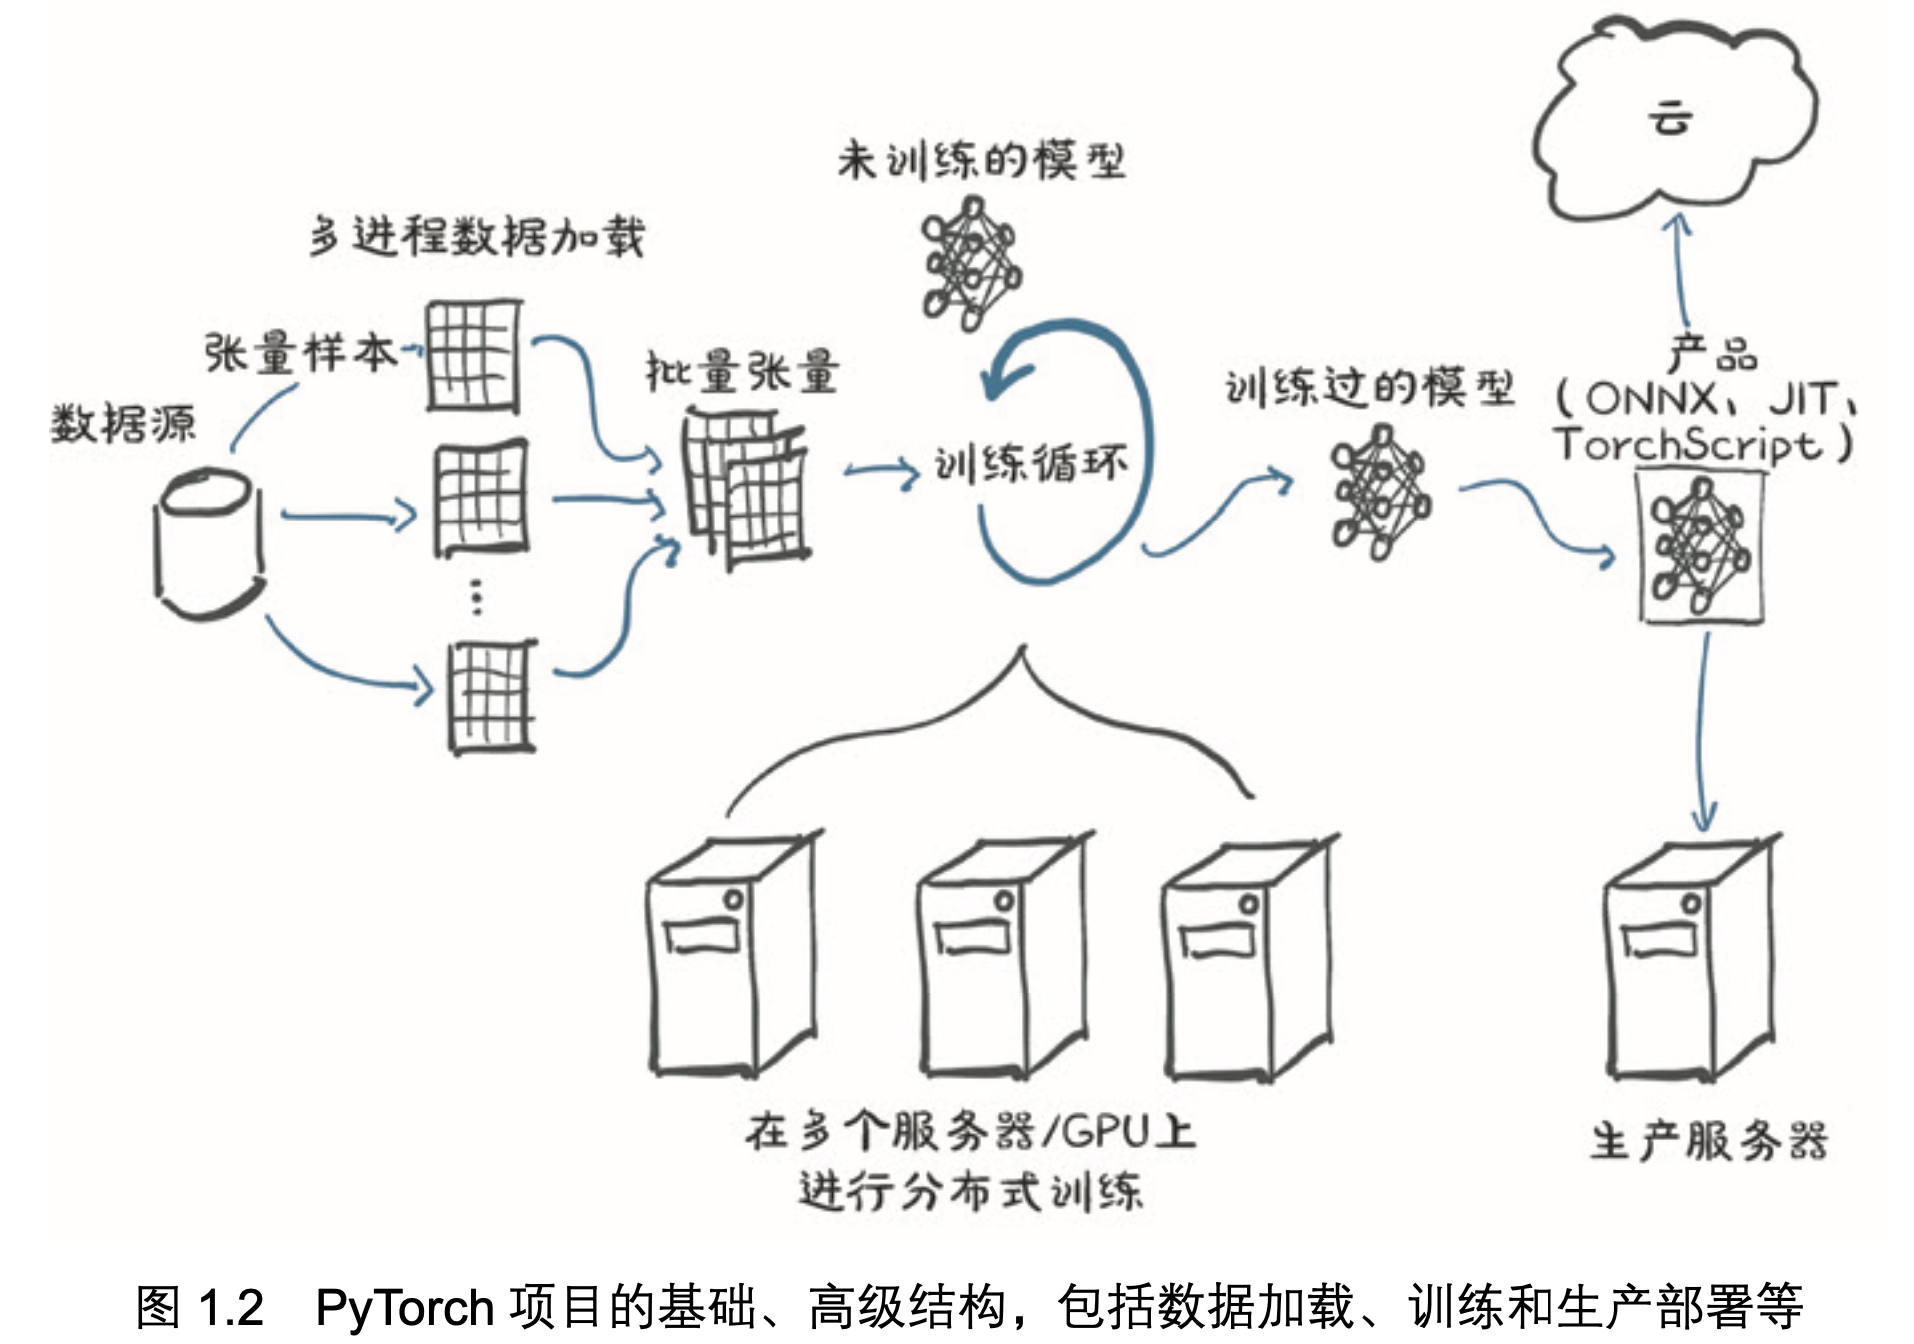 云
未训练的模型
多进程数据加载
张量样本
数据源
批量张量
训练循环
训练过的模型
产品
(ONNX、JIT、
TorchScript)
在多个服务器/GPU上
进行分布式训练
生产服务器
图 1.2 PyTorch 项目的基础、高级结构，包括数据加载、训练和生产部署等